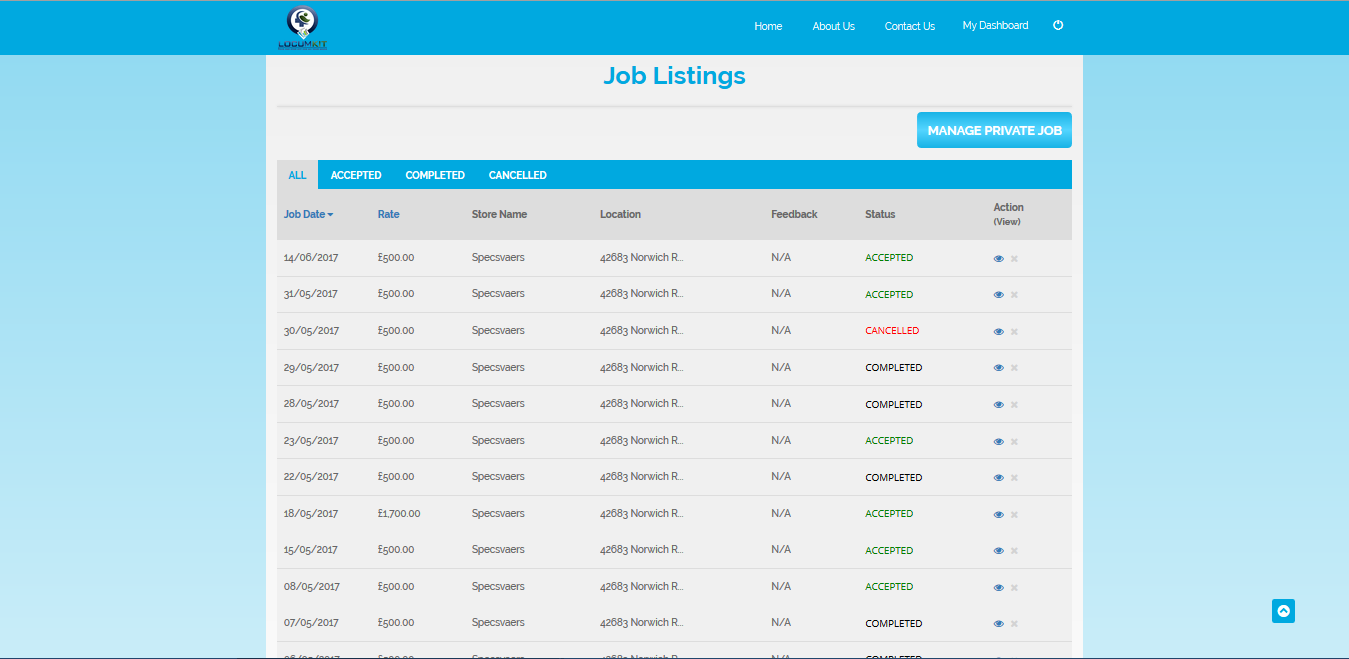 LOCUMKIT
Home About Us Contact Us My Dashboard
Job Listings
MANAGE PRIVATE JOB
ALL ACCEPTED COMPLETED CANCELLED
Job Date Rate Store Name Location Feedback Status Action
(View)
14/06/2017 £500.00 Specsvaers 42683 Norwich R... N/A ACCEPTED
31/05/2017 £500.00 Specsvaers 42683 Norwich R... N/A ACCEPTED
30/05/2017 £500.00 Specsvaers 42683 Norwich R... N/A CANCELLED
29/05/2017 £500.00 Specsvaers 42683 Norwich R... N/A COMPLETED
28/05/2017 £500.00 Specsvaers 42683 Norwich R... N/A COMPLETED
23/05/2017 £500.00 Specsvaers 42683 Norwich R... N/A ACCEPTED
22/05/2017 £500.00 Specsvaers 42683 Norwich R... N/A COMPLETED
18/05/2017 £1,700.00 Specsvaers 42683 Norwich R... N/A ACCEPTED
15/05/2017 £500.00 Specsvaers 42683 Norwich R... N/A ACCEPTED
08/05/2017 £500.00 Specsvaers 42683 Norwich R... N/A ACCEPTED
07/05/2017 £500.00 Specsvaers 42683 Norwich R... N/A COMPLETED